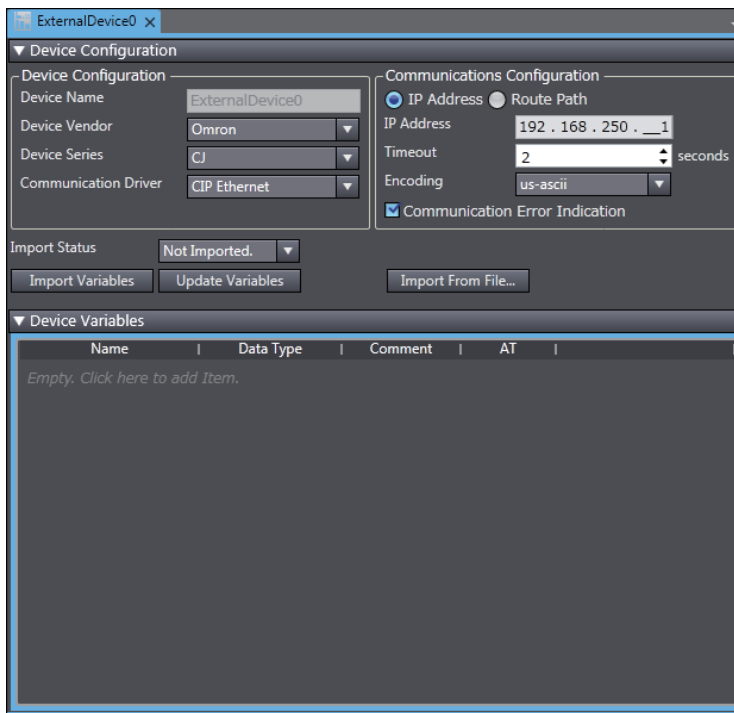 ExternalDevice0
Device Configuration
Device Configuration
Device Name ExternalDevice0
Device Vendor Omron
Device Series CJ
Communication Driver CIP Ethernet
Communications Configuration
IP Address Route Path
IP Address 192 . 168 . 250 . __1
Timeout 2 seconds
Encoding us-ascii
Communication Error Indication
Import Status Not Imported.
Import Variables Update Variables Import From File...
Device Variables
Name | Data Type | Comment | AT |
Empty. Click here to add Item.